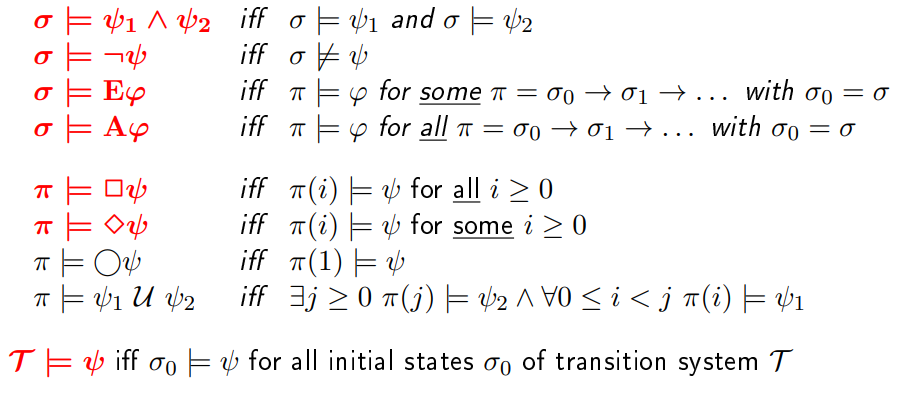 σ ⊨ ψ₁ ∧ ψ₂ iff σ ⊨ ψ₁ and σ ⊨ ψ₂
σ ⊨ ¬ψ iff σ ⊭ ψ
σ ⊨ Eφ iff π ⊨ φ for some π = σ₀ → σ₁ → … with σ₀ = σ
σ ⊨ Aφ iff π ⊨ φ for all π = σ₀ → σ₁ → … with σ₀ = σ
π ⊨ □ψ iff π(i) ⊨ ψ for all i ≥ 0
π ⊨ ◇ψ iff π(i) ⊨ ψ for some i ≥ 0
π ⊨ ◯ψ iff π(1) ⊨ ψ
π ⊨ ψ₁ 𝒰 ψ₂ iff ∃j ≥ 0 π(j) ⊨ ψ₂ ∧ ∀0 ≤ i < j π(i) ⊨ ψ₁
𝒯 ⊨ ψ iff σ₀ ⊨ ψ for all initial states σ₀ of transition system 𝒯